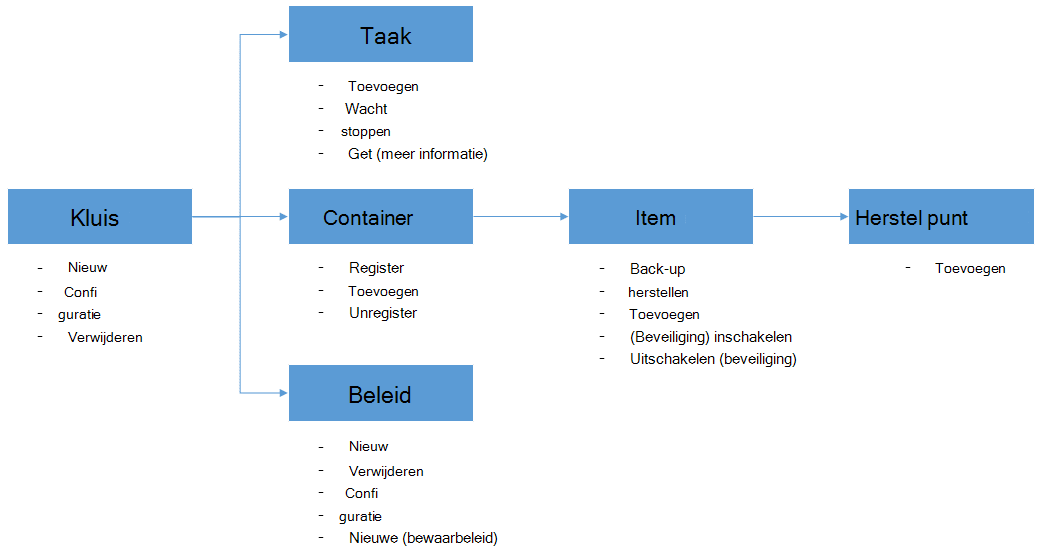 Taak
- Toevoegen
- Wacht
- stoppen
- Get (meer informatie)
Kluis
- Nieuw
- Confi
- guratie
- Verwijderen
Container
- Register
- Toevoegen
- Unregister
Item
- Back-up
- herstellen
- Toevoegen
- (Beveiliging) inschakelen
- Uitschakelen (beveiliging)
Herstel punt
- Toevoegen
Beleid
- Nieuw
- Verwijderen
- Confi
- guratie
- Nieuwe (bewaarbeleid)